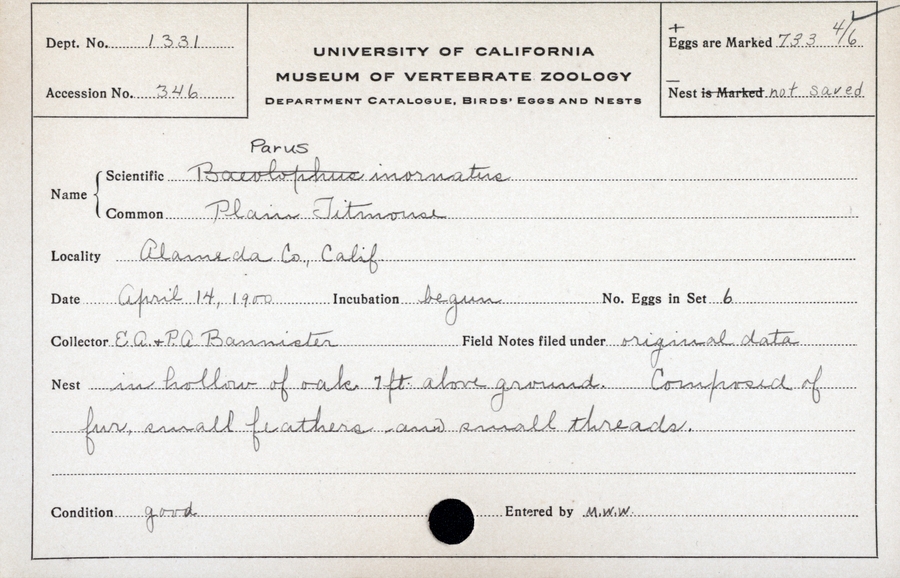 Dept. No. 1331
Accession No. 346
UNIVERSITY OF CALIFORNIA
MUSEUM OF VERTEBRATE ZOOLOGY
DEPARTMENT CATALOGUE, BIRDS' EGGS AND NESTS
+
Eggs are Marked 733 4/6
–
Nest is Marked not saved
Parus
Name { Scientific Baeolophus inornatus
Common Plain Titmouse
Locality Alameda Co., Calif.
Date April 14, 1900 Incubation begun No. Eggs in Set 6
Collector E.A. + P.A. Bannister Field Notes filed under original data
Nest in hollow of oak 7 ft. above ground. Composed of
fur, small feathers and small threads.
Condition good Entered by M.W.W.